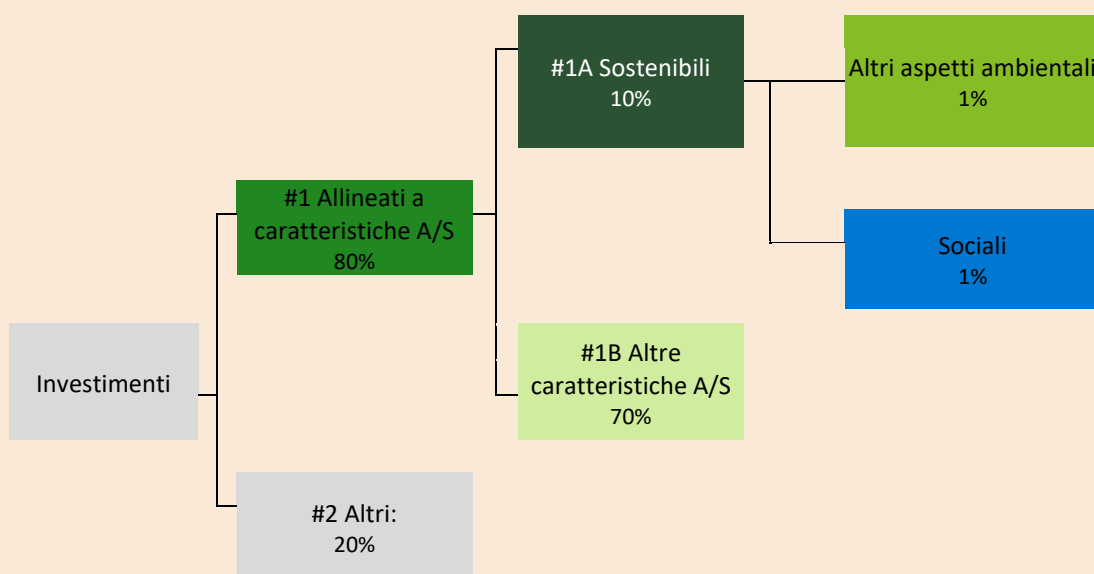 #1A Sostenibili
10%
Altri aspetti ambientali
1%
#1 Allineati a
caratteristiche A/S
80%
Sociali
1%
Investimenti
#1B Altre
caratteristiche A/S
70%
#2 Altri:
20%